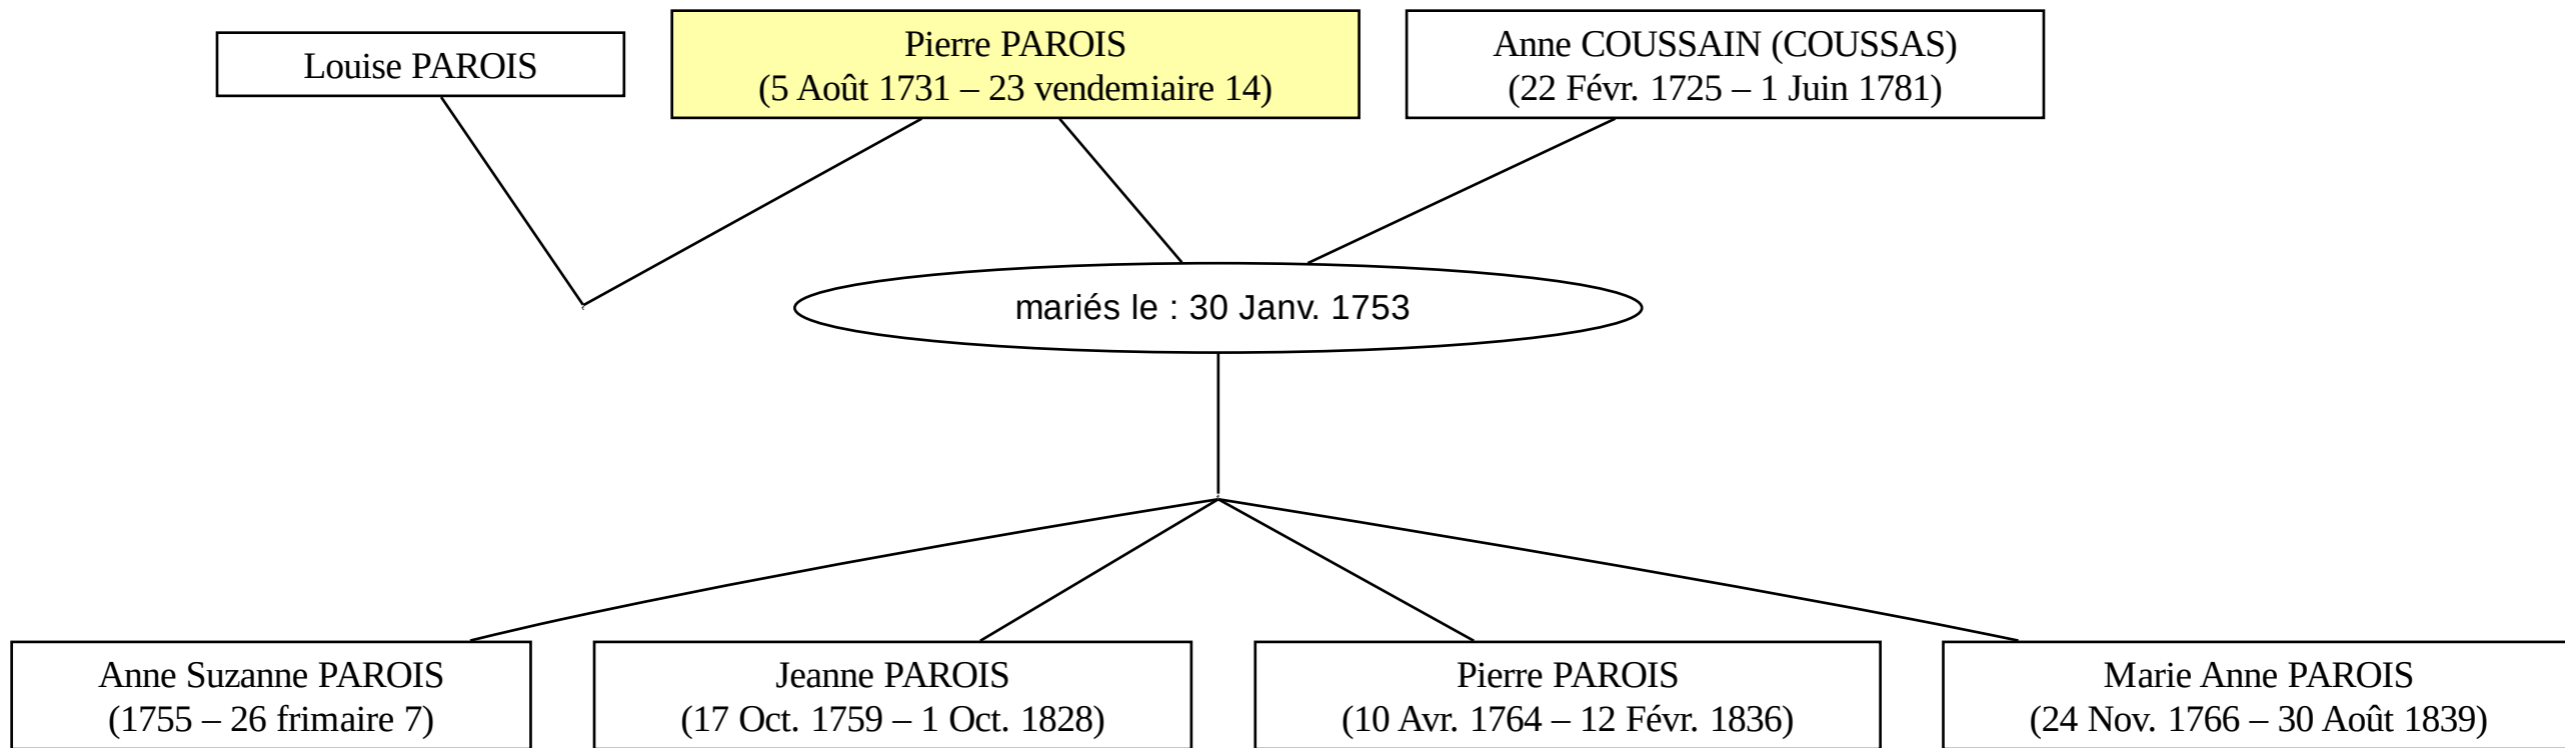 Louise PAROIS
Pierre PAROIS
(5 Août 1731 – 23 vendemiaire 14)
Anne COUSSAIN (COUSSAS)
(22 Févr. 1725 – 1 Juin 1781)
mariés le : 30 Janv. 1753
Anne Suzanne PAROIS
(1755 – 26 frimaire 7)
Jeanne PAROIS
(17 Oct. 1759 – 1 Oct. 1828)
Pierre PAROIS
(10 Avr. 1764 – 12 Févr. 1836)
Marie Anne PAROIS
(24 Nov. 1766 – 30 Août 1839)